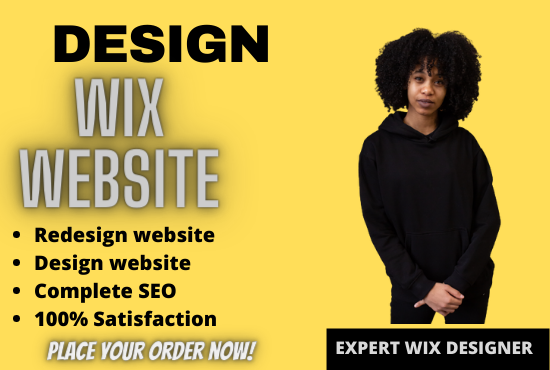 DESIGN
WIX
WEBSITE
• Redesign website
• Design website
• Complete SEO
• 100% Satisfaction
PLACE YOUR ORDER NOW!
EXPERT WIX DESIGNER